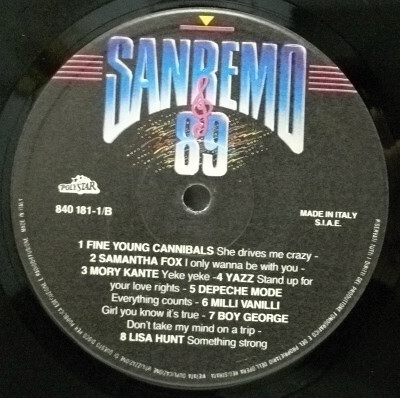 SANREMO
89
POLYSTAR
840 181-1/B
MADE IN ITALY
S.I.A.E.
1 FINE YOUNG CANNIBALS She drives me crazy -
2 SAMANTHA FOX I only wanna be with you -
3 MORY KANTE Yeke yeke - 4 YAZZ Stand up for
your love rights - 5 DEPECHE MODE
Everything counts - 6 MILLI VANILLI
Girl you know it's true - 7 BOY GEORGE
Don't take my mind on a trip -
8 LISA HUNT Something strong